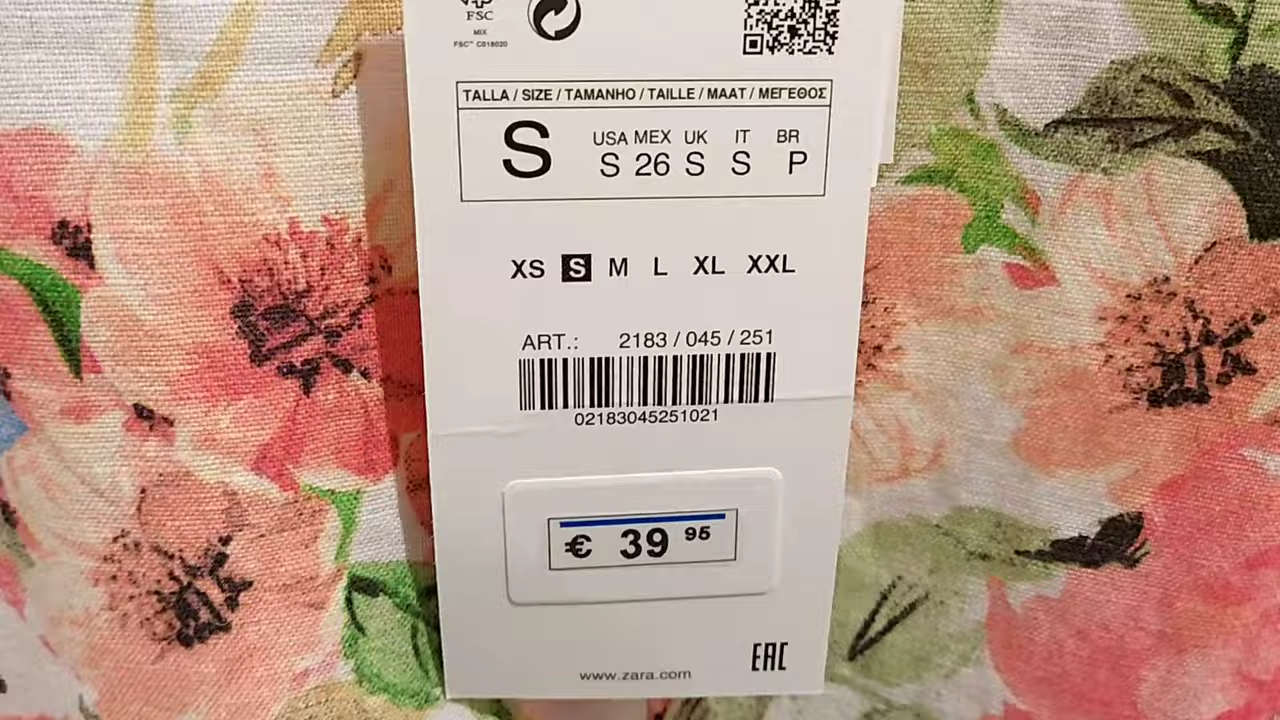 FSC
MIX
FSC™ C018020
TALLA / SIZE / TAMANHO / TAILLE / MAAT / ΜΕΓΕΘΟΣ
S
USA MEX UK IT BR
S 26 S S P
XS S M L XL XXL
ART.: 2183 / 045 / 251
02183045251021
€ 39 95
www.zara.com
EAC